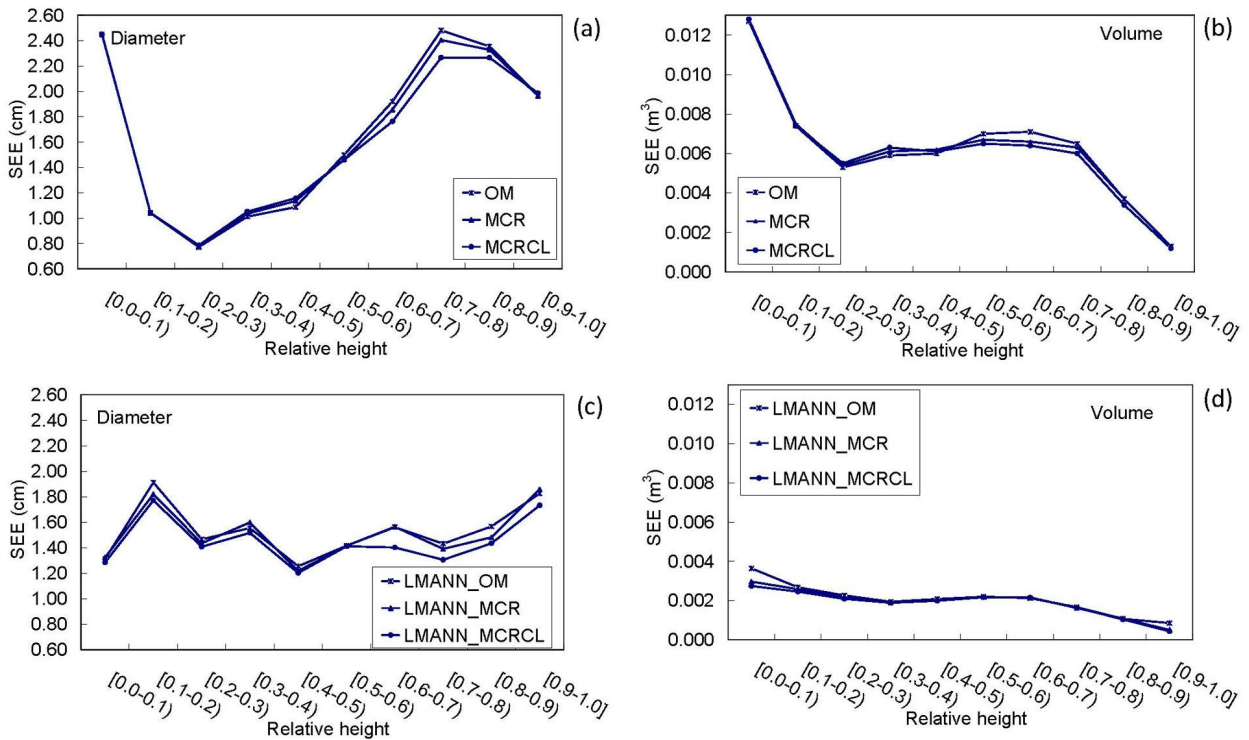 (a)
Diameter
SEE (cm)
2.60
2.40
2.20
2.00
1.80
1.60
1.40
1.20
1.00
0.80
0.60
OM
MCR
MCRCL
[0.0-0.1)
[0.1-0.2)
[0.2-0.3)
[0.3-0.4)
[0.4-0.5)
[0.5-0.6)
[0.6-0.7)
[0.7-0.8)
[0.8-0.9)
[0.9-1.0]
Relative height
(b)
Volume
SEE (m³)
0.012
0.010
0.008
0.006
0.004
0.002
0.000
OM
MCR
MCRCL
[0.0-0.1)
[0.1-0.2)
[0.2-0.3)
[0.3-0.4)
[0.4-0.5)
[0.5-0.6)
[0.6-0.7)
[0.7-0.8)
[0.8-0.9)
[0.9-1.0]
Relative height
(c)
Diameter
SEE (cm)
2.60
2.40
2.20
2.00
1.80
1.60
1.40
1.20
1.00
0.80
0.60
LMANN_OM
LMANN_MCR
LMANN_MCRCL
[0.0-0.1)
[0.1-0.2)
[0.2-0.3)
[0.3-0.4)
[0.4-0.5)
[0.5-0.6)
[0.6-0.7)
[0.7-0.8)
[0.8-0.9)
[0.9-1.0]
Relative height
(d)
Volume
SEE (m³)
0.012
0.010
0.008
0.006
0.004
0.002
0.000
LMANN_OM
LMANN_MCR
LMANN_MCRCL
[0.0-0.1)
[0.1-0.2)
[0.2-0.3)
[0.3-0.4)
[0.4-0.5)
[0.5-0.6)
[0.6-0.7)
[0.7-0.8)
[0.8-0.9)
[0.9-1.0]
Relative height